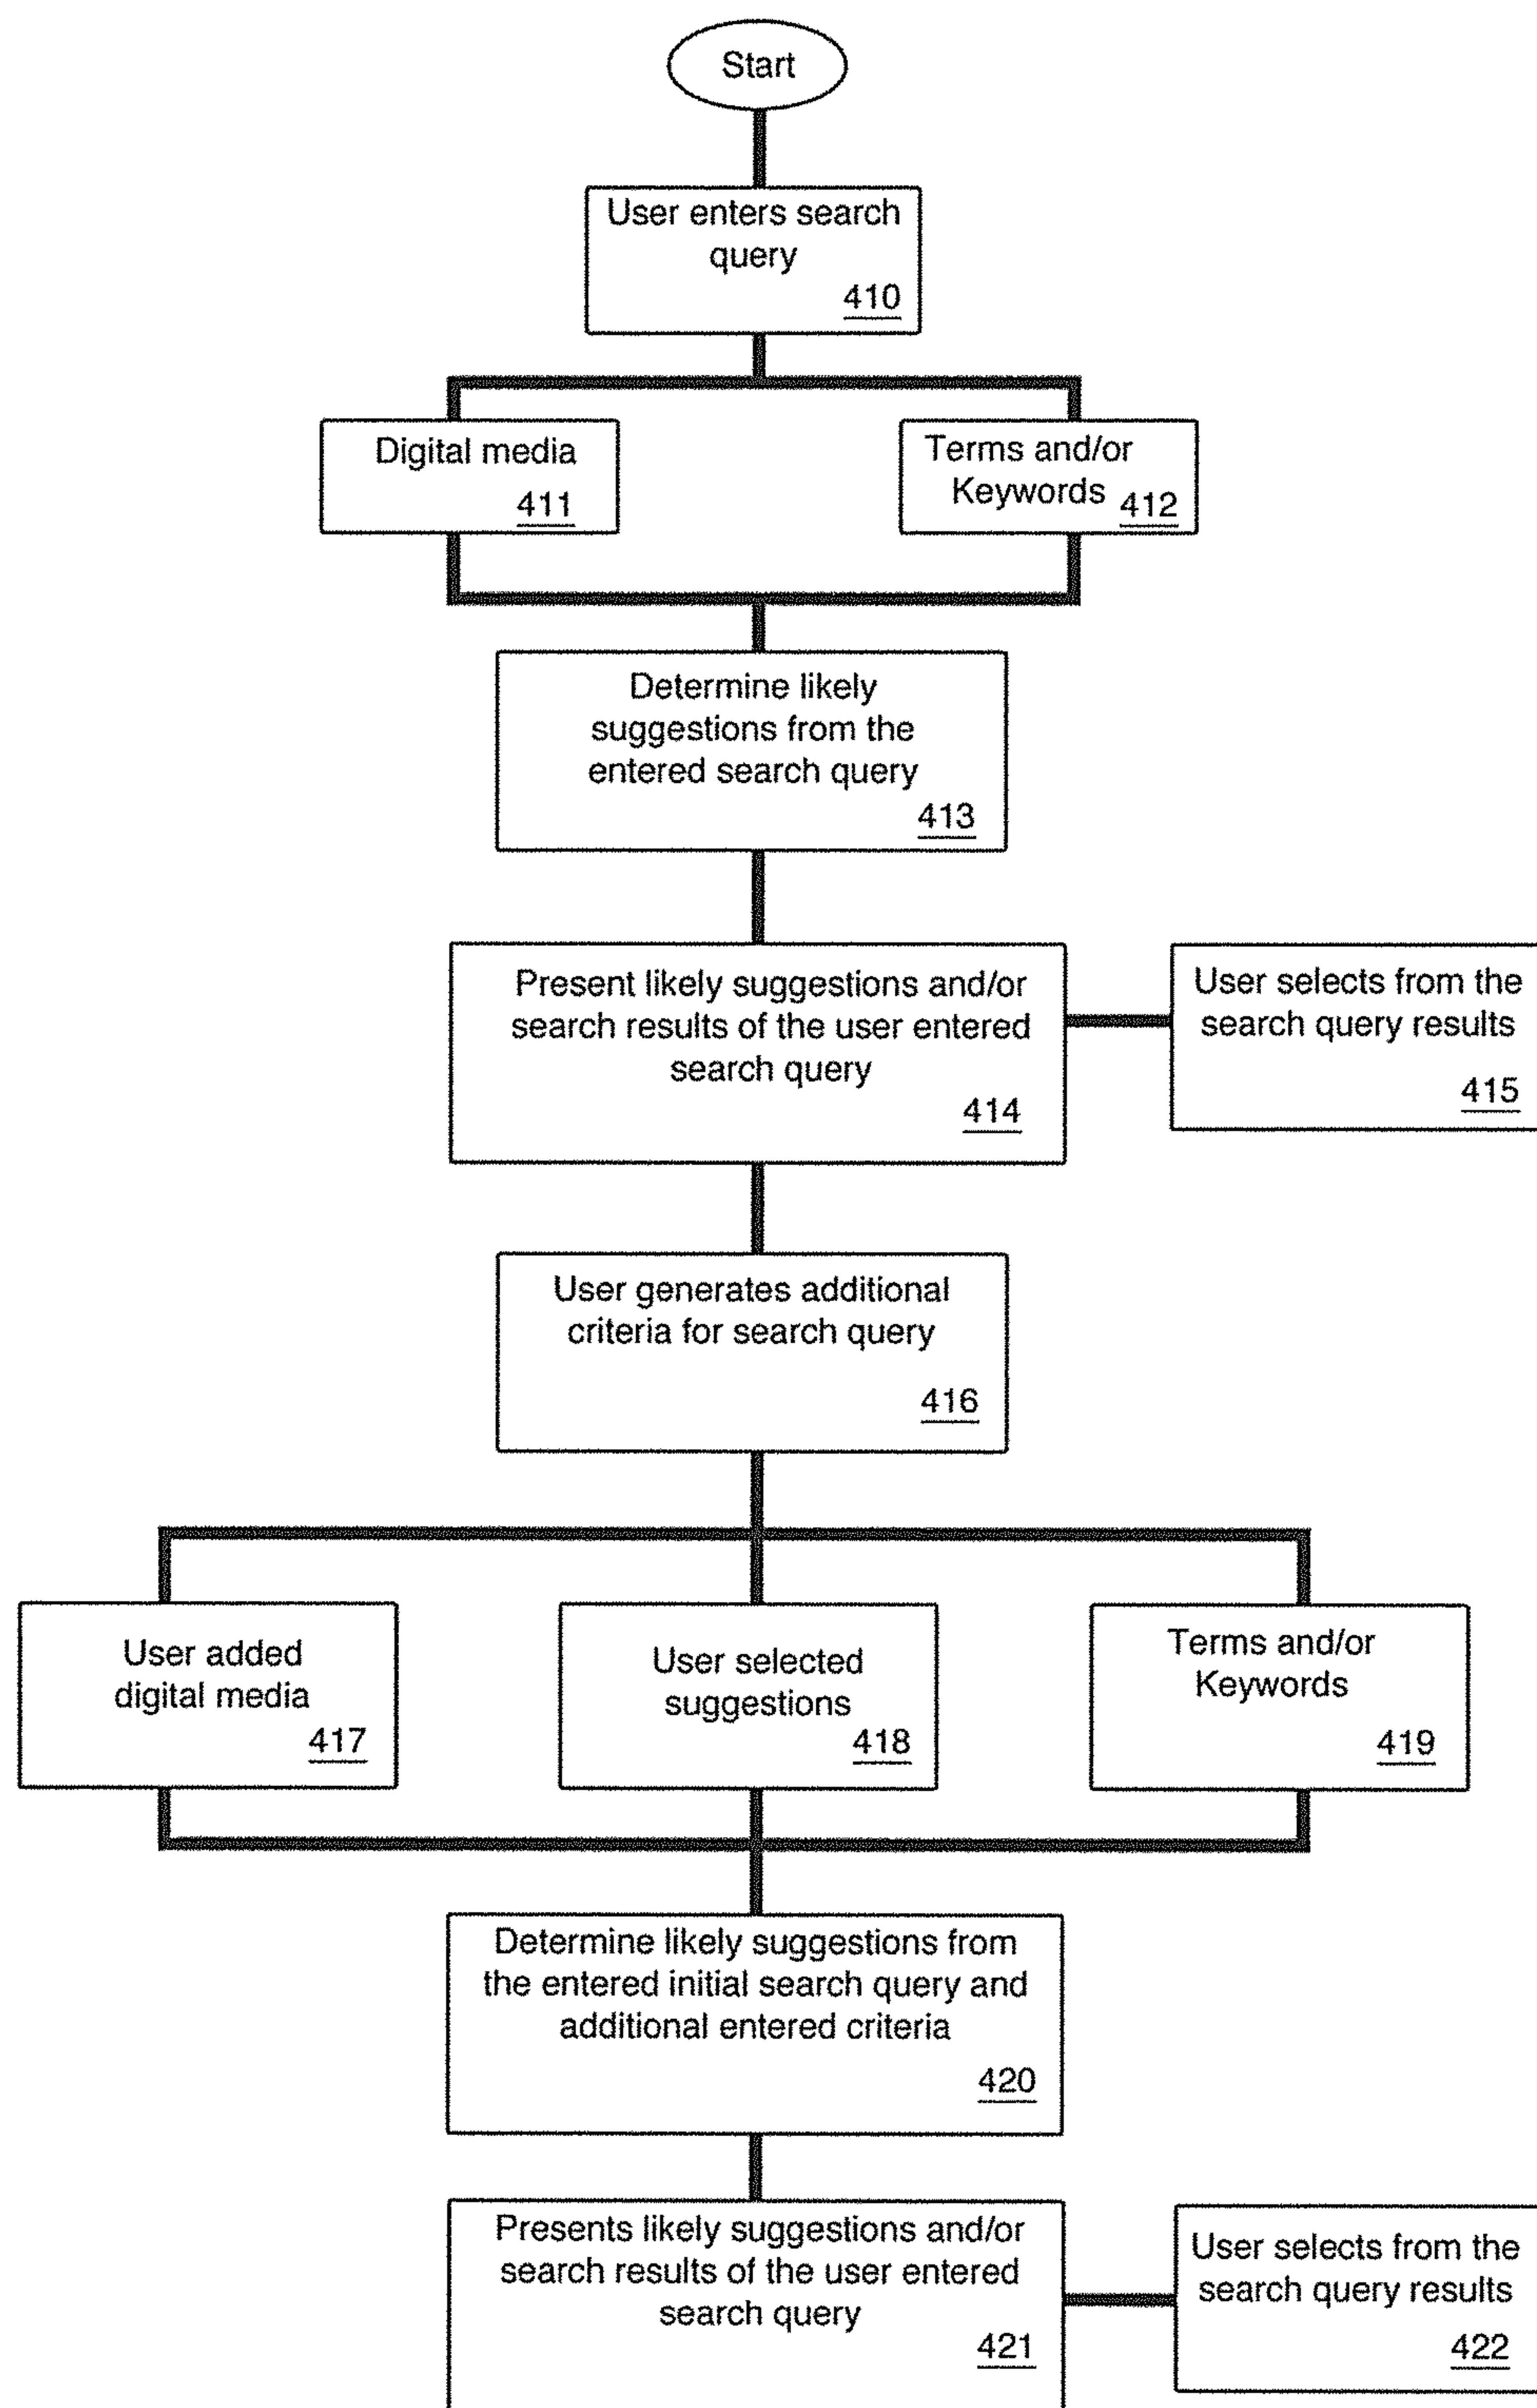 Start
User enters search
query
410
Digital media
411
Terms and/or
Keywords
412
Determine likely
suggestions from the
entered search query
413
Present likely suggestions and/or
search results of the user entered
search query
414
User selects from the
search query results
415
User generates additional
criteria for search query
416
User added
digital media
417
User selected
suggestions
418
Terms and/or
Keywords
419
Determine likely suggestions from
the entered initial search query and
additional entered criteria
420
Presents likely suggestions and/or
search results of the user entered
search query
421
User selects from the
search query results
422